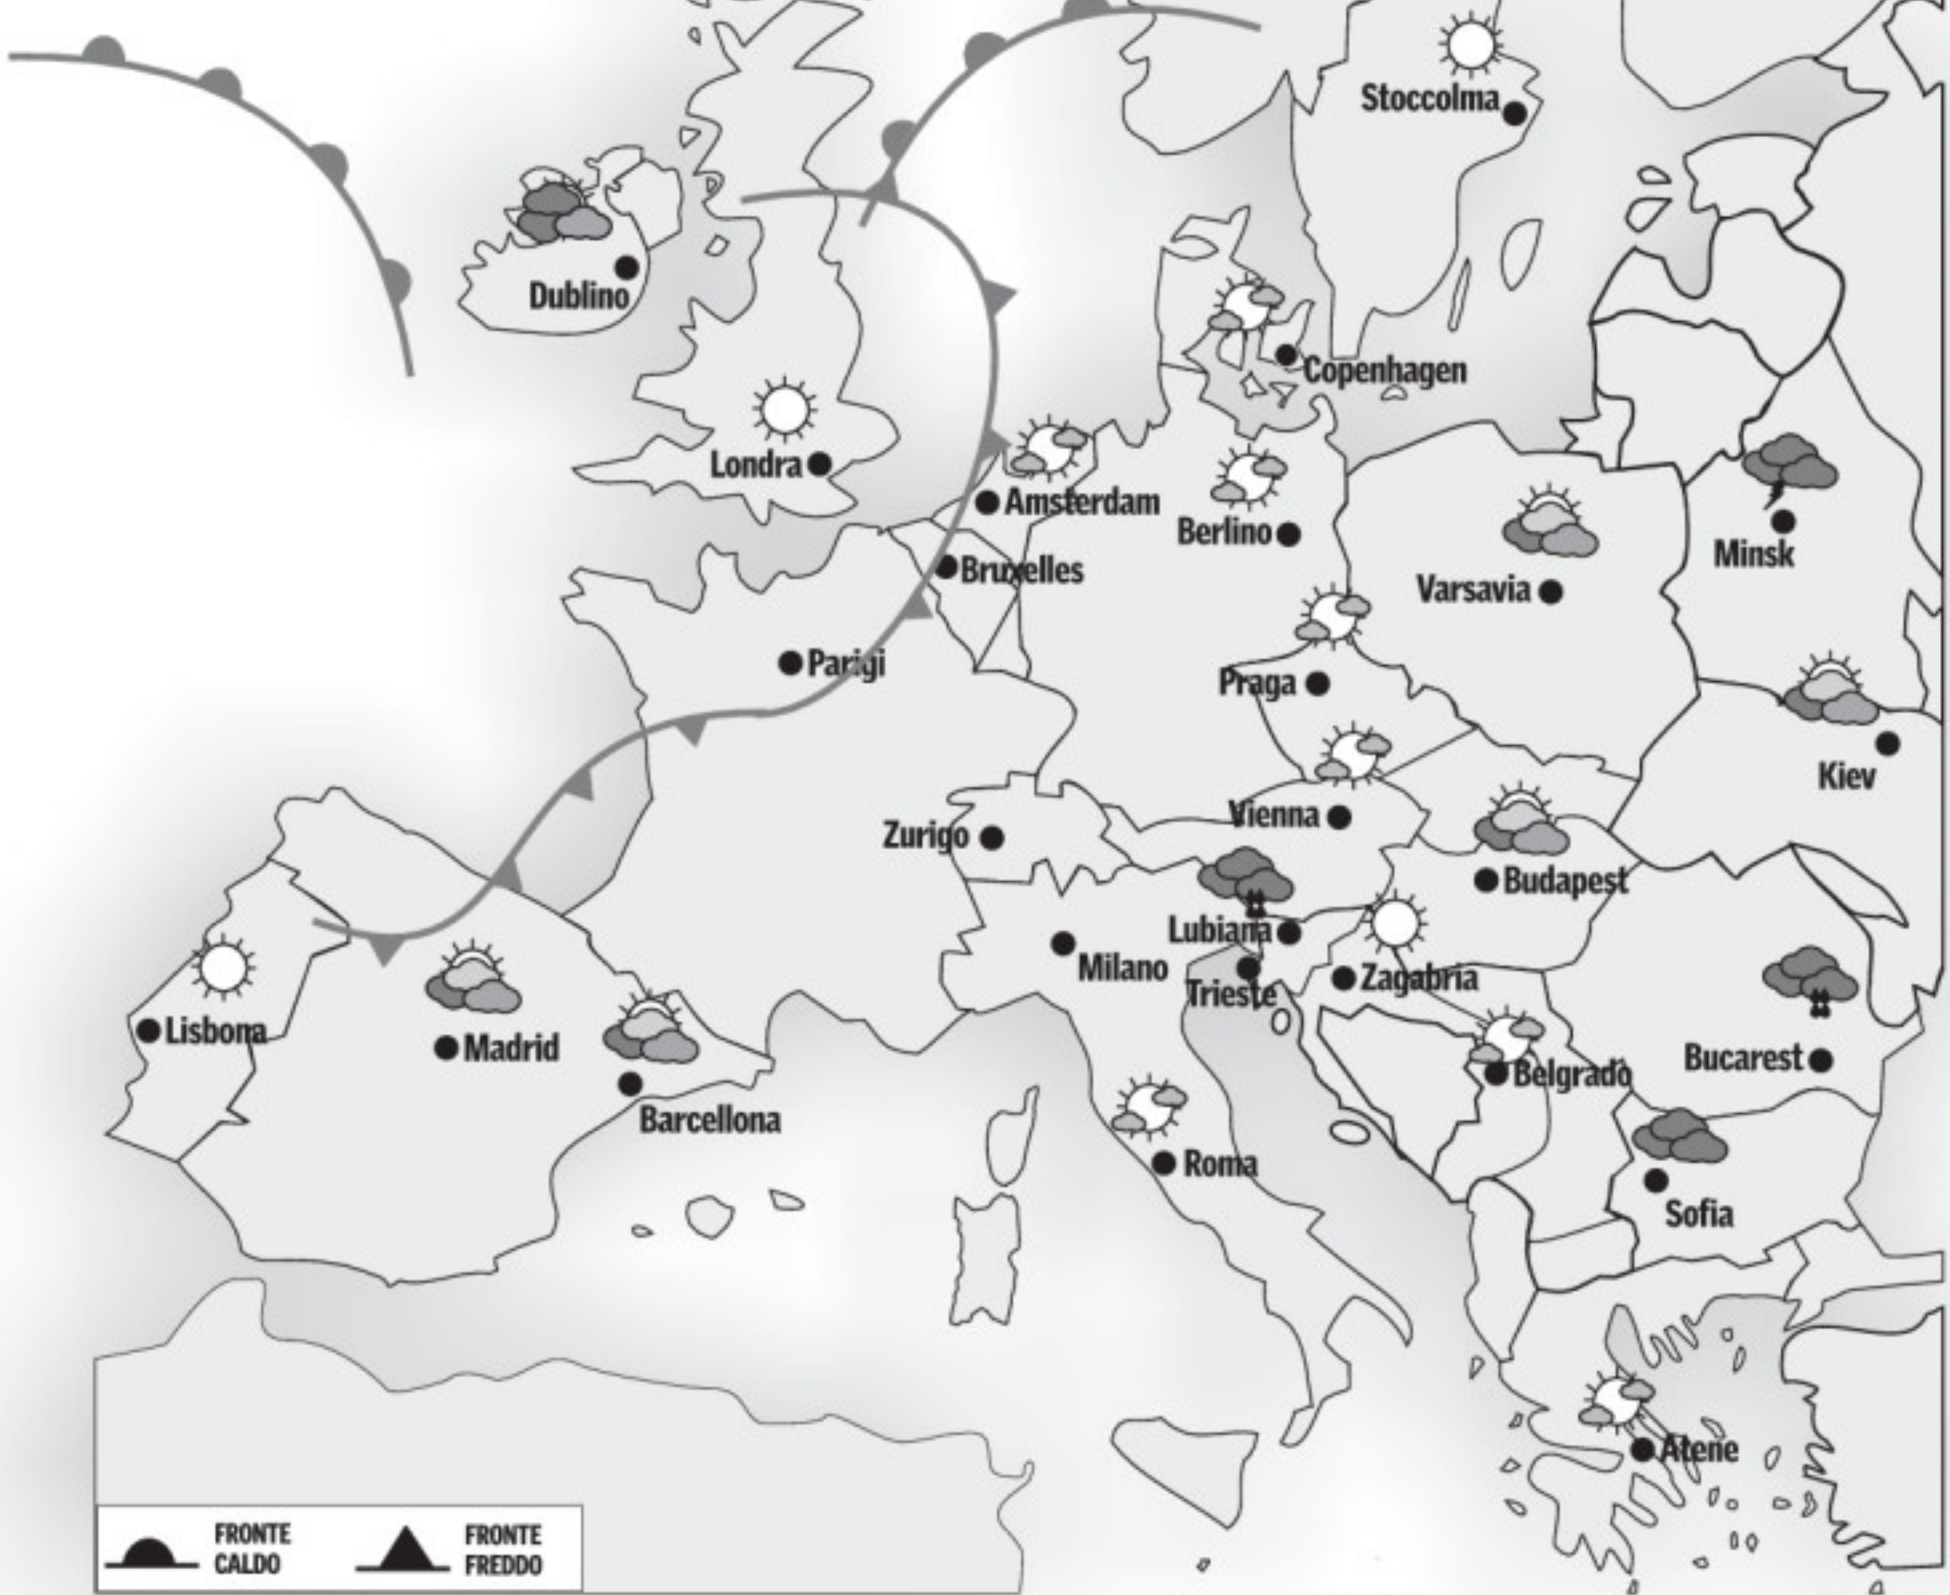 Stoccolma
Dublino
Copenhagen
Londra
Amsterdam
Berlino
Minsk
Bruxelles
Varsavia
Parigi
Praga
Kiev
Vienna
Zurigo
Budapest
Lubiana
Milano
Zagabria
Trieste
Lisbona
Madrid
Belgrado
Bucarest
Barcellona
Roma
Sofia
Atene
FRONTE
CALDO
FRONTE
FREDDO